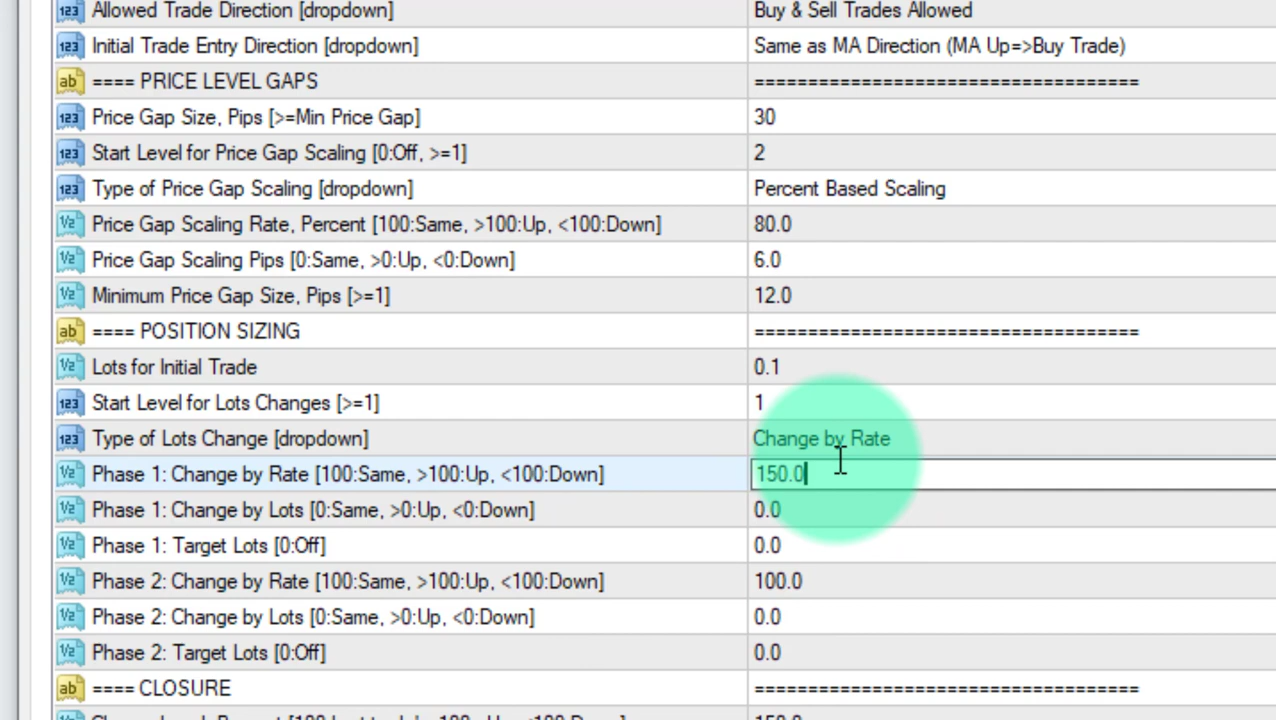 Allowed Trade Direction [dropdown] Buy & Sell Trades Allowed
Initial Trade Entry Direction [dropdown] Same as MA Direction (MA Up=>Buy Trade)
==== PRICE LEVEL GAPS ==================================
Price Gap Size, Pips [>=Min Price Gap] 30
Start Level for Price Gap Scaling [0:Off, >=1] 2
Type of Price Gap Scaling [dropdown] Percent Based Scaling
Price Gap Scaling Rate, Percent [100:Same, >100:Up, <100:Down] 80.0
Price Gap Scaling Pips [0:Same, >0:Up, <0:Down] 6.0
Minimum Price Gap Size, Pips [>=1] 12.0
==== POSITION SIZING ==================================
Lots for Initial Trade 0.1
Start Level for Lots Changes [>=1] 1
Type of Lots Change [dropdown] Change by Rate
Phase 1: Change by Rate [100:Same, >100:Up, <100:Down] 150.0
Phase 1: Change by Lots [0:Same, >0:Up, <0:Down] 0.0
Phase 1: Target Lots [0:Off] 0.0
Phase 2: Change by Rate [100:Same, >100:Up, <100:Down] 100.0
Phase 2: Change by Lots [0:Same, >0:Up, <0:Down] 0.0
Phase 2: Target Lots [0:Off] 0.0
==== CLOSURE ==================================